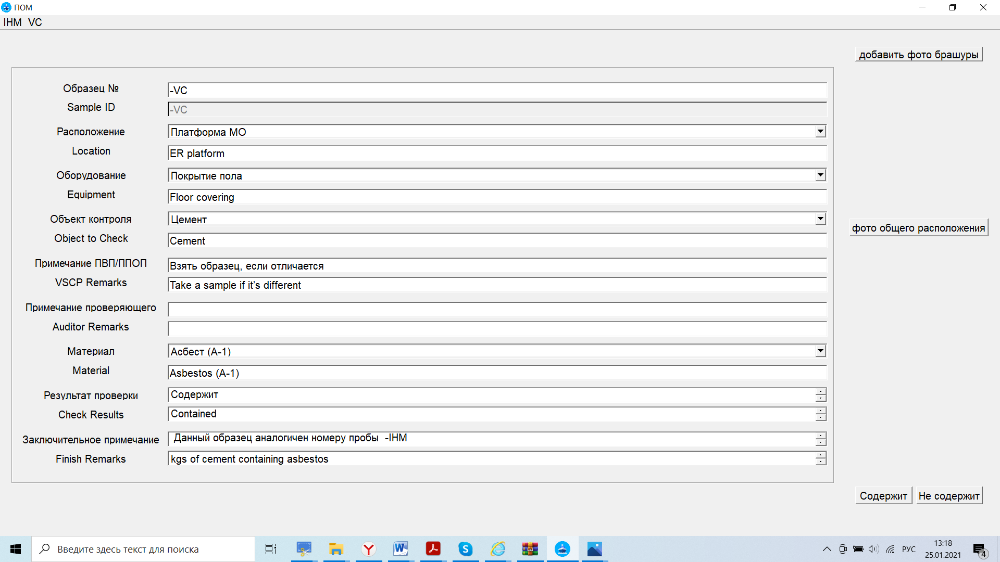 ПОМ
IHM VC
добавить фото брашуры
Образец № -VC
Sample ID -VC
Расположение Платформа МО
Location ER platform
Оборудование Покрытие пола
Equipment Floor covering
Объект контроля Цемент
Object to Check Cement
фото общего расположения
Примечание ПВП/ППОП Взять образец, если отличается
VSCP Remarks Take a sample if it’s different
Примечание проверяющего
Auditor Remarks
Материал Асбест (А-1)
Material Asbestos (A-1)
Результат проверки Содержит
Check Results Contained
Заключительное примечание Данный образец аналогичен номеру пробы -IHM
Finish Remarks kgs of cement containing asbestos
Содержит Не содержит
Введите здесь текст для поиска
РУС
13:18
25.01.2021
4